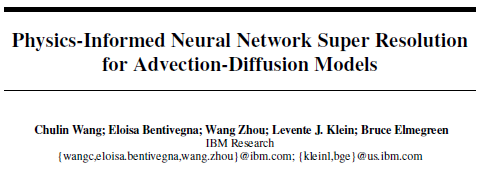 Physics-Informed Neural Network Super Resolution
for Advection-Diffusion Models
Chulin Wang; Eloisa Bentivegna; Wang Zhou; Levente J. Klein; Bruce Elmegreen
IBM Research
{wangc,eloisa.bentivegna,wang.zhou}@ibm.com; {kleinl,bge}@us.ibm.com